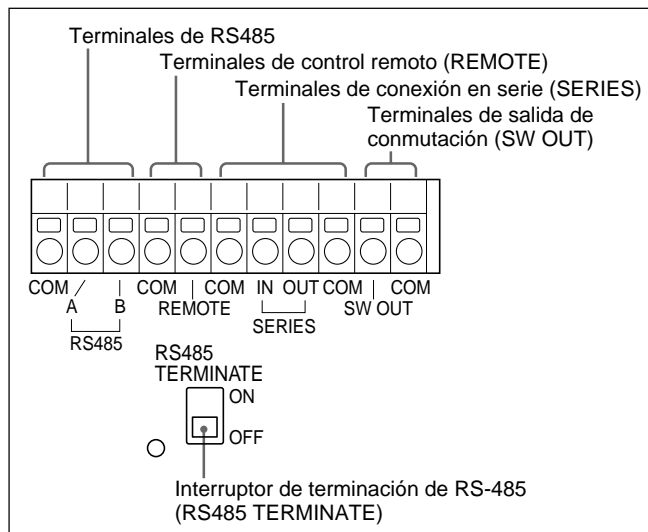 Terminales de RS485
Terminales de control remoto (REMOTE)
Terminales de conexión en serie (SERIES)
Terminales de salida de
conmutación (SW OUT)
COM A B COM REMOTE COM IN OUT COM SW OUT COM
RS485
SERIES
RS485
TERMINATE
ON
OFF
Interruptor de terminación de RS-485
(RS485 TERMINATE)